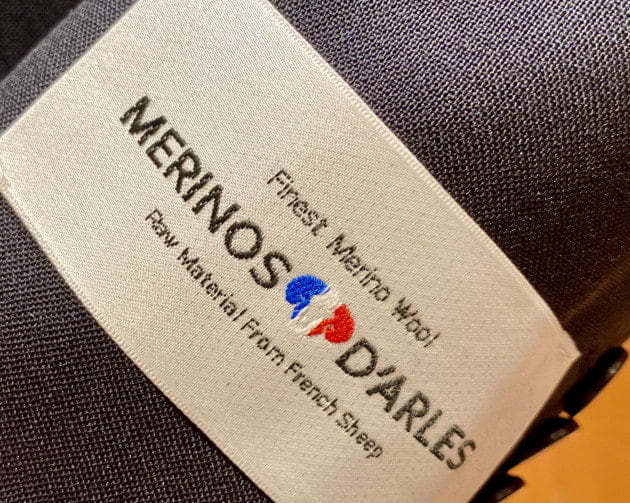 Finest Merino Wool
MERINOS D'ARLES
Raw Material From French Sheep